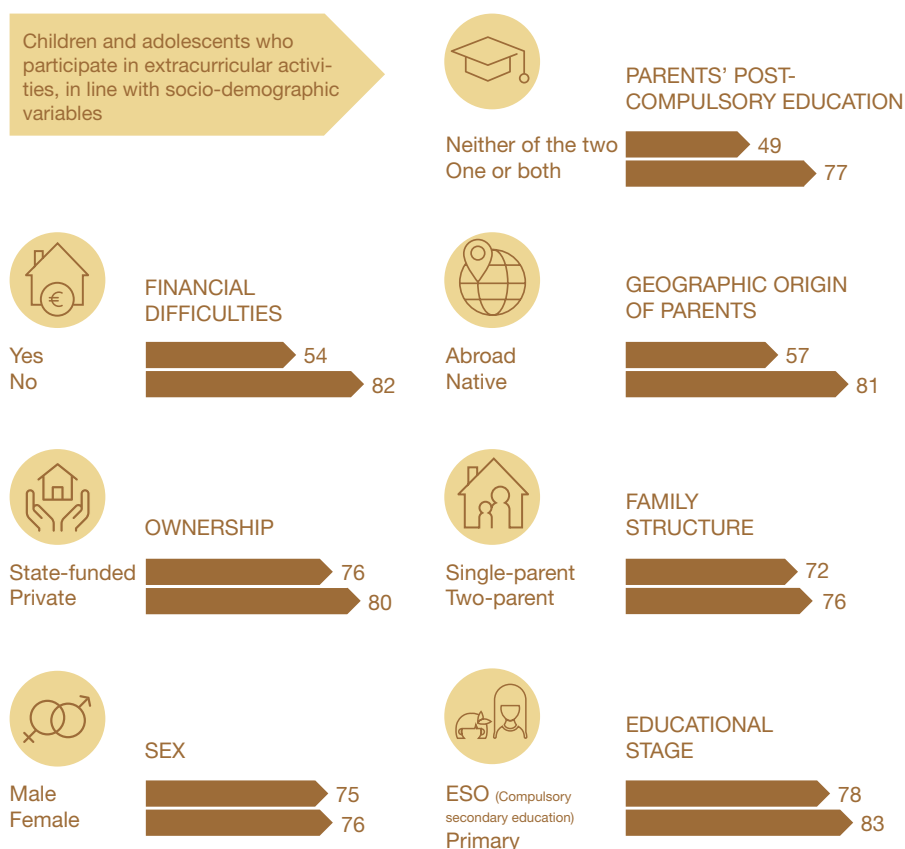 Children and adolescents who
participate in extracurricular activi-
ties, in line with socio-demographic
variables
PARENTS’ POST-
COMPULSORY EDUCATION
Neither of the two 49
One or both 77
FINANCIAL
DIFFICULTIES
Yes 54
No 82
GEOGRAPHIC ORIGIN
OF PARENTS
Abroad 57
Native 81
OWNERSHIP
State-funded 76
Private 80
FAMILY
STRUCTURE
Single-parent 72
Two-parent 76
SEX
Male 75
Female 76
EDUCATIONAL
STAGE
ESO (Compulsory 78
secondary education)
Primary 83
€